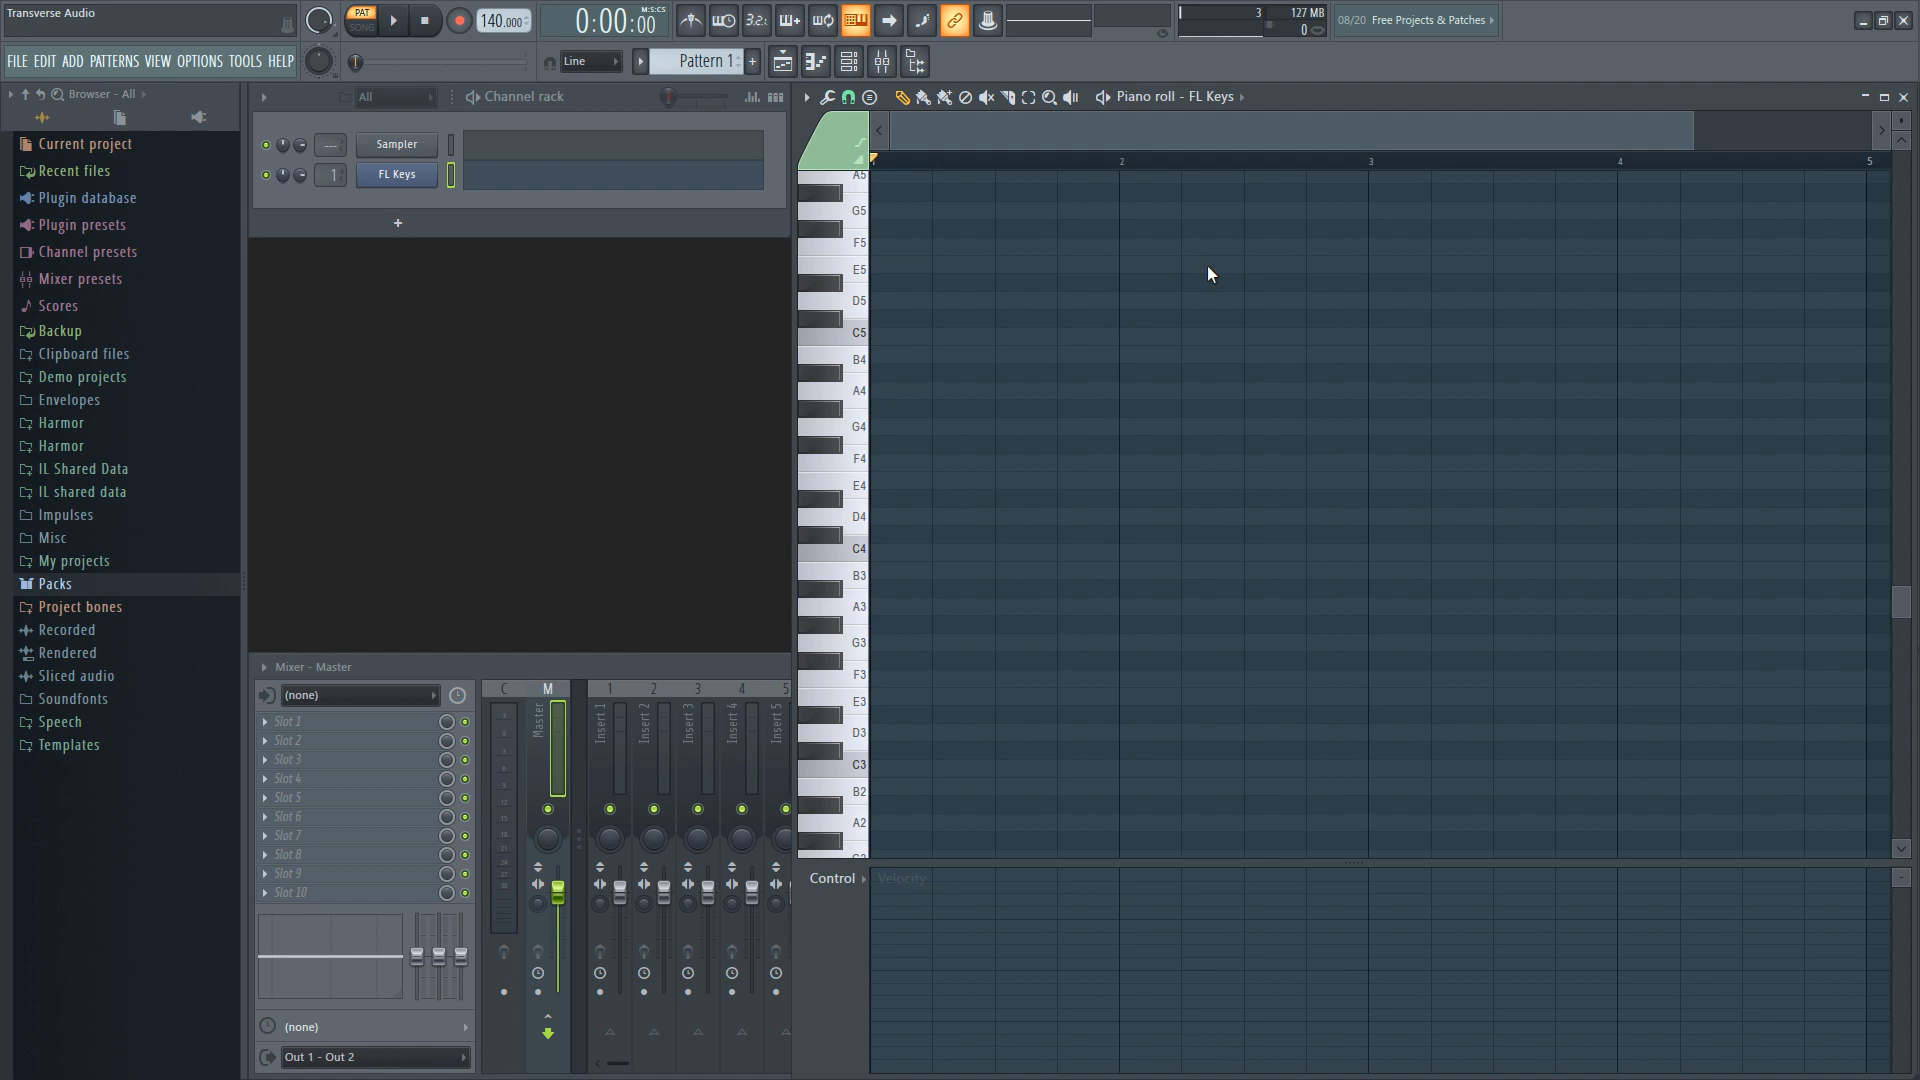 Transverse Audio
PAT
SONG
140.000
0:00:00
M:S:CS
3.2.
3
127 MB
0
08/20 Free Projects & Patches
FILE EDIT ADD PATTERNS VIEW OPTIONS TOOLS HELP
Line
Pattern 1
+
Browser - All
Current project
Recent files
Plugin database
Plugin presets
Channel presets
Mixer presets
Scores
Backup
Clipboard files
Demo projects
Envelopes
Harmor
Harmor
IL Shared Data
IL shared data
Impulses
Misc
My projects
Packs
Project bones
Recorded
Rendered
Sliced audio
Soundfonts
Speech
Templates
All
Channel rack
---
Sampler
1
FL Keys
+
Mixer - Master
(none)
Slot 1
Slot 2
Slot 3
Slot 4
Slot 5
Slot 6
Slot 7
Slot 8
Slot 9
Slot 10
(none)
Out 1 - Out 2
C
M
1
2
3
4
5
Master
Insert 1
Insert 2
Insert 3
Insert 4
Insert 5
Piano roll - FL Keys
2
3
4
5
A5
G5
F5
E5
D5
C5
B4
A4
G4
F4
E4
D4
C4
B3
A3
G3
F3
E3
D3
C3
B2
A2
G2
Control
Velocity